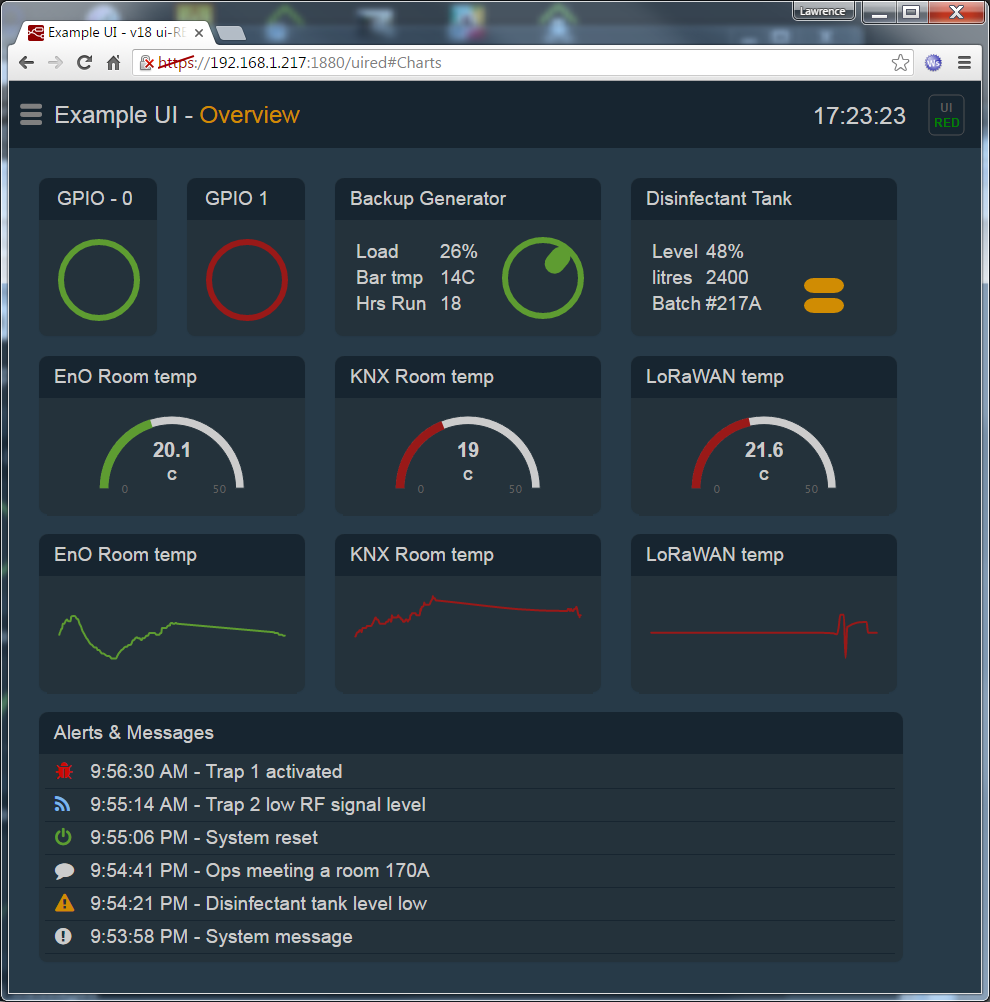 Lawrence
Example UI - v18 ui-RE
https://192.168.1.217:1880/uired#Charts
Ws
Example UI - Overview
17:23:23
UI
RED
GPIO - 0
GPIO 1
Backup Generator
Disinfectant Tank
Load 26%
Bar tmp 14C
Hrs Run 18
Level 48%
litres 2400
Batch #217A
EnO Room temp
KNX Room temp
LoRaWAN temp
20.1
C
0 50
19
C
0 50
21.6
C
0 50
EnO Room temp
KNX Room temp
LoRaWAN temp
Alerts & Messages
9:56:30 AM - Trap 1 activated
9:55:14 AM - Trap 2 low RF signal level
9:55:06 PM - System reset
9:54:41 PM - Ops meeting a room 170A
9:54:21 PM - Disinfectant tank level low
9:53:58 PM - System message